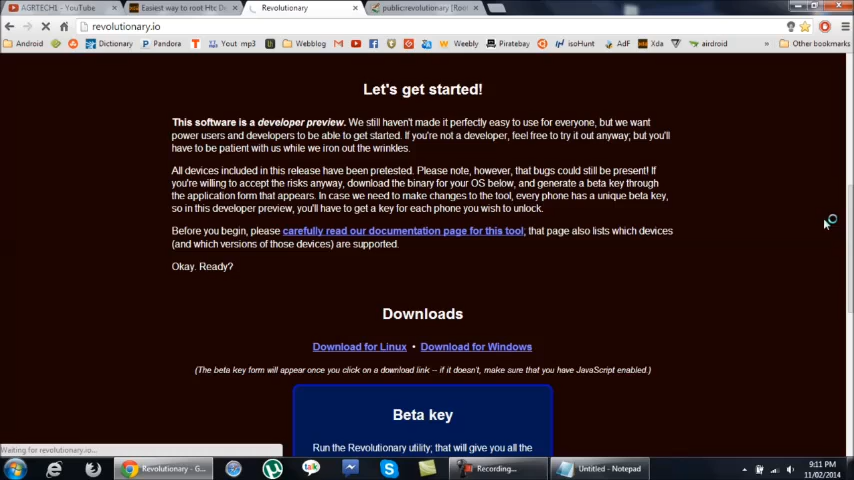 AGRTECH1 - YouTube
Easiest way to root Htc De
Revolutionary
public:revolutionary [Root
revolutionary.io
Android
Dictionary
Pandora
Yout mp3
Webblog
Weebly
Piratebay
isoHunt
AdF
Xda
airdroid
»
Other bookmarks
Let's get started!
This software is a developer preview. We still haven't made it perfectly easy to use for everyone, but we want
power users and developers to be able to get started. If you're not a developer, feel free to try it out anyway; but you'll
have to be patient with us while we iron out the wrinkles.
All devices included in this release have been pretested. Please note, however, that bugs could still be present! If
you're willing to accept the risks anyway, download the binary for your OS below, and generate a beta key through
the application form that appears. In case we need to make changes to the tool, every phone has a unique beta key,
so in this developer preview, you'll have to get a key for each phone you wish to unlock.
Before you begin, please carefully read our documentation page for this tool; that page also lists which devices
(and which versions of those devices) are supported.
Okay. Ready?
Downloads
Download for Linux • Download for Windows
(The beta key form will appear once you click on a download link -- if it doesn't, make sure that you have JavaScript enabled.)
Beta key
Run the Revolutionary utility; that will give you all the
Waiting for revolutionary.io...
Revolutionary - G...
talk
Recording...
Untitled - Notepad
9:11 PM
11/02/2014